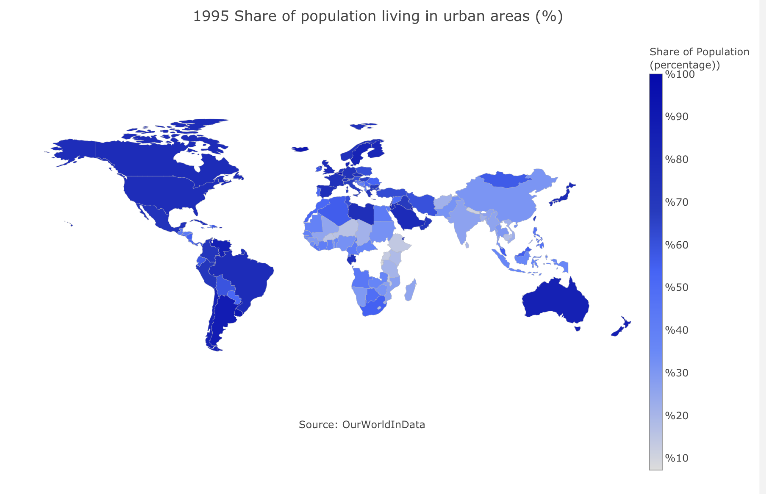 1995 Share of population living in urban areas (%)
Share of Population
(percentage))
%100
%90
%80
%70
%60
%50
%40
%30
%20
%10
Source: OurWorldInData